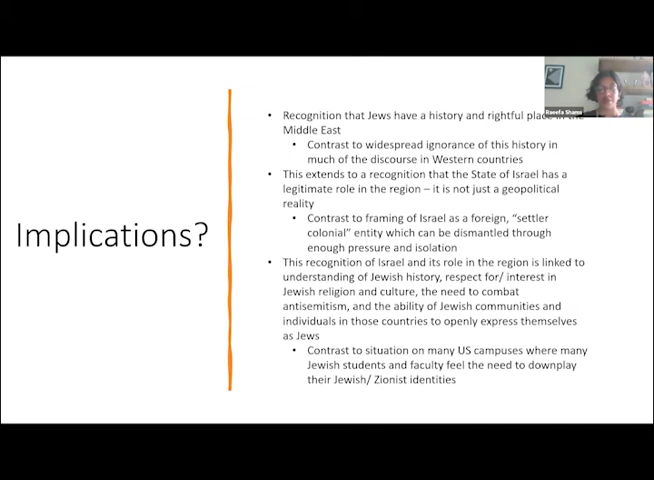 Implications?
• Recognition that Jews have a history and rightful place in the
Middle East
• Contrast to widespread ignorance of this history in
much of the discourse in Western countries
• This extends to a recognition that the State of Israel has a
legitimate role in the region – it is not just a geopolitical
reality
• Contrast to framing of Israel as a foreign, “settler
colonial” entity which can be dismantled through
enough pressure and isolation
• This recognition of Israel and its role in the region is linked to
understanding of Jewish history, respect for/ interest in
Jewish religion and culture, the need to combat
antisemitism, and the ability of Jewish communities and
individuals in those countries to openly express themselves
as Jews
• Contrast to situation on many US campuses where many
Jewish students and faculty feel the need to downplay
their Jewish/ Zionist identities
Raeefa Shams